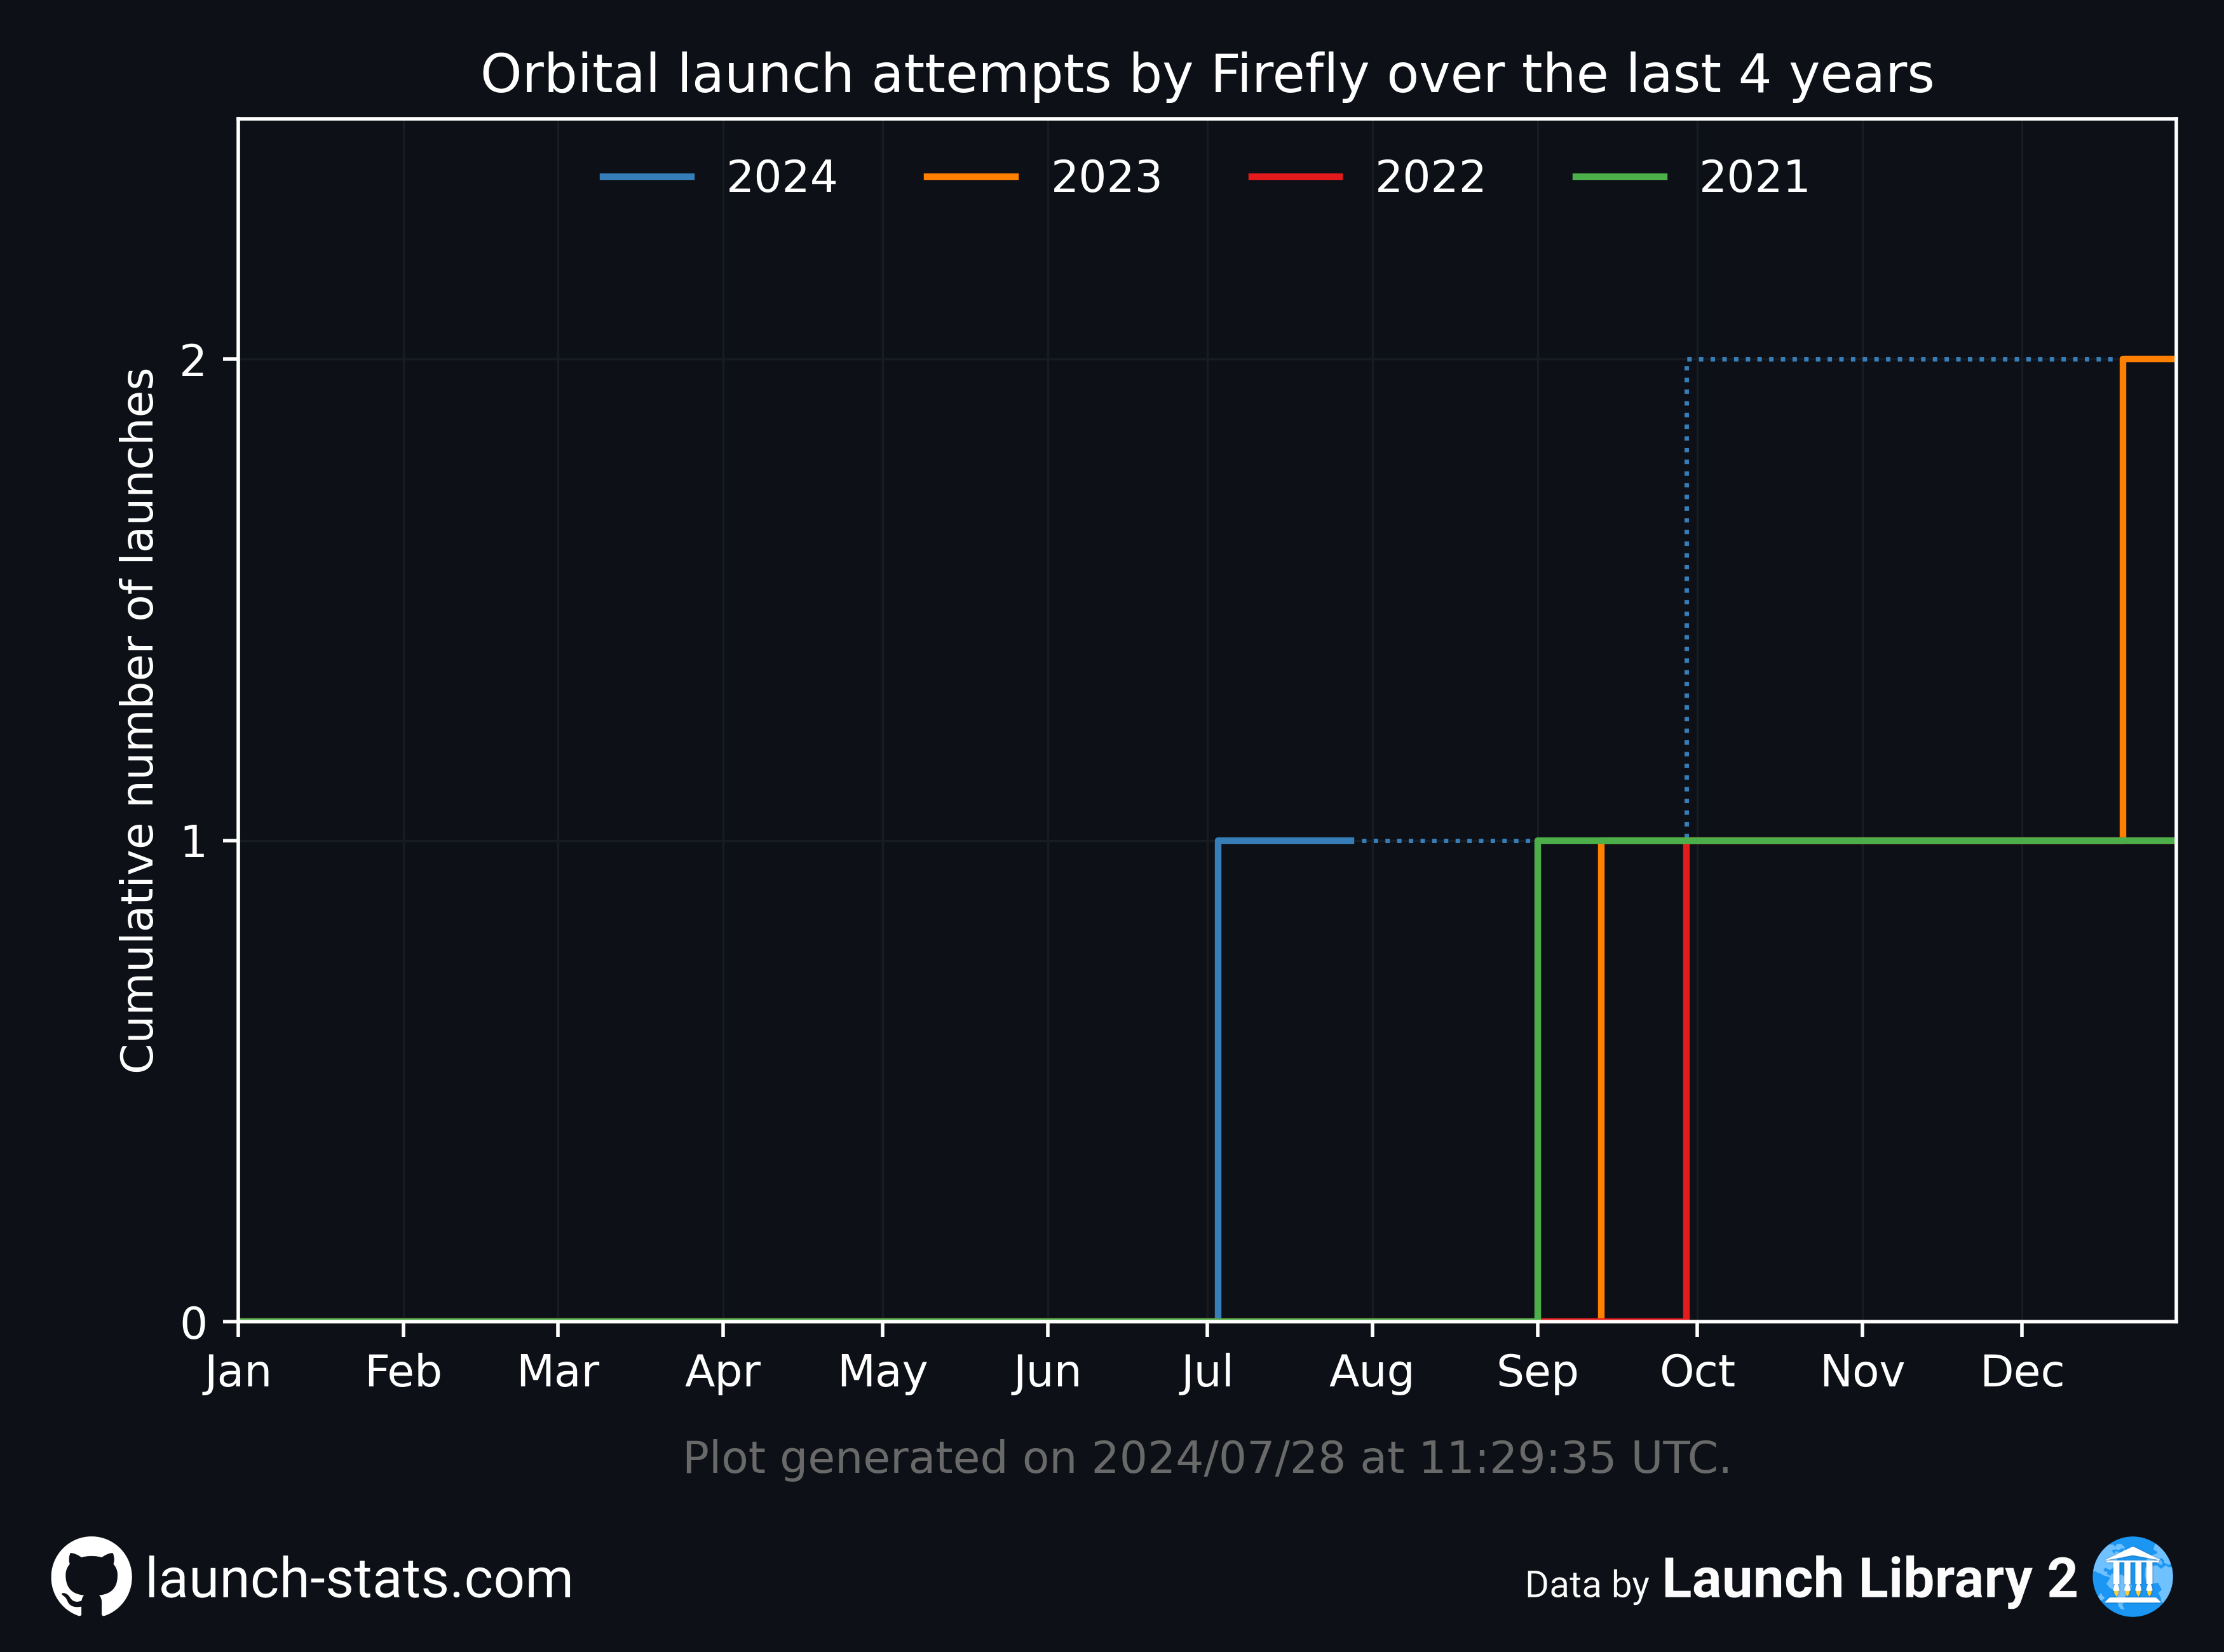 Orbital launch attempts by Firefly over the last 4 years
2024 2023 2022 2021
Cumulative number of launches
2
1
0
Jan Feb Mar Apr May Jun Jul Aug Sep Oct Nov Dec
Plot generated on 2024/07/28 at 11:29:35 UTC.
launch-stats.com
Data by Launch Library 2